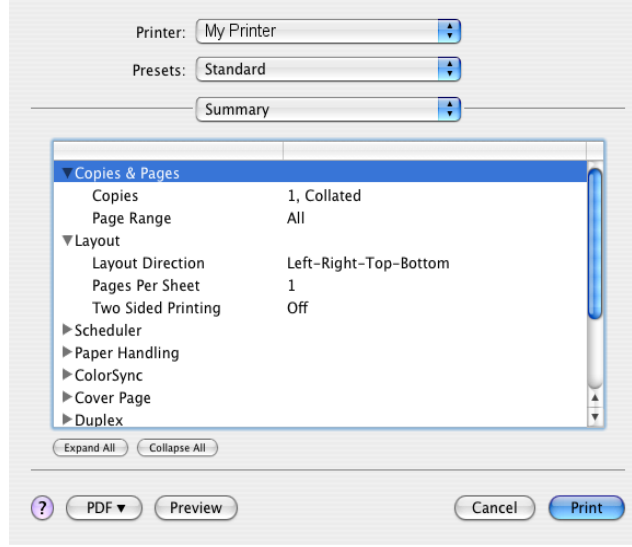 Printer: My Printer
Presets: Standard
Summary
▼Copies & Pages
Copies 1, Collated
Page Range All
▼Layout
Layout Direction Left-Right-Top-Bottom
Pages Per Sheet 1
Two Sided Printing Off
▶Scheduler
▶Paper Handling
▶ColorSync
▶Cover Page
▶Duplex
Expand All Collapse All
? PDF▼ Preview Cancel Print